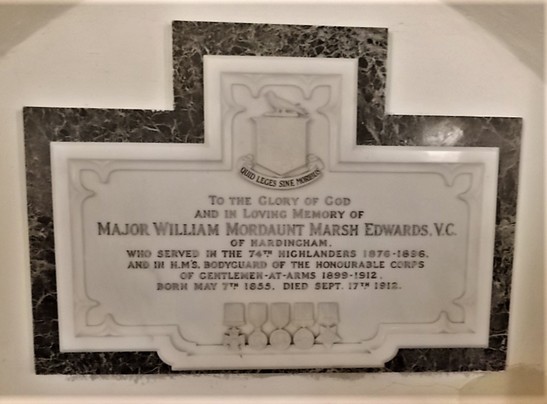 QUID LEGES SINE MORIBUS
TO THE GLORY OF GOD
AND IN LOVING MEMORY OF
MAJOR WILLIAM MORDAUNT MARSH EDWARDS, V.C.
OF HARDINGHAM.
WHO SERVED IN THE 74TH HIGHLANDERS 1876-1896.
AND IN H.M'S. BODYGUARD OF THE HONOURABLE CORPS
OF GENTLEMEN-AT-ARMS 1899-1912.
BORN MAY 7TH 1855. DIED SEPT. 17TH 1912.